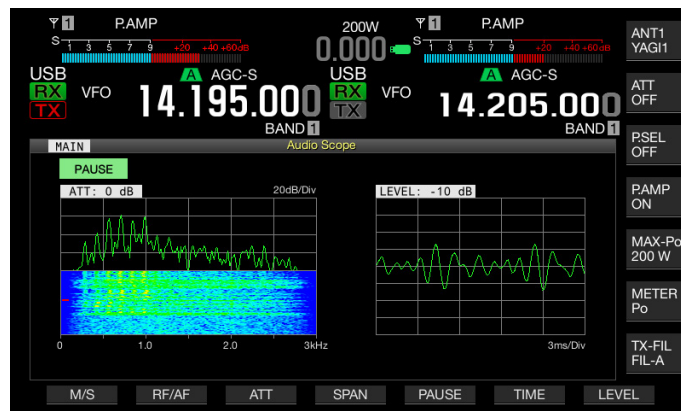 1 P.AMP
200W
1 P.AMP
S 1 3 5 7 9 +20 +40 +60dB
0.000
S 1 3 5 7 9 +20 +40 +60dB
ANT1
YAGI1
USB A AGC-S
USB A AGC-S
RX VFO 14.195.000
RX VFO 14.205.000
TX
TX
BAND 1
BAND 1
ATT
OFF
MAIN Audio Scope
P.SEL
OFF
PAUSE
ATT: 0 dB 20dB/Div
LEVEL: -10 dB
P.AMP
ON
MAX-Po
200 W
METER
Po
0 1.0 2.0 3kHz
3ms/Div
TX-FIL
FIL-A
M/S RF/AF ATT SPAN PAUSE TIME LEVEL